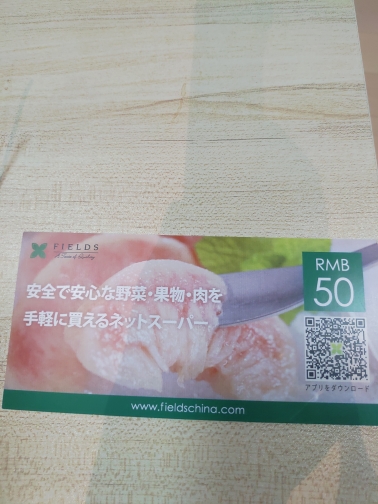 FIELDS
安全で安心な野菜・果物・肉を
手軽に買えるネットスーパー
RMB
50
アプリをダウンロード
www.fieldschina.com